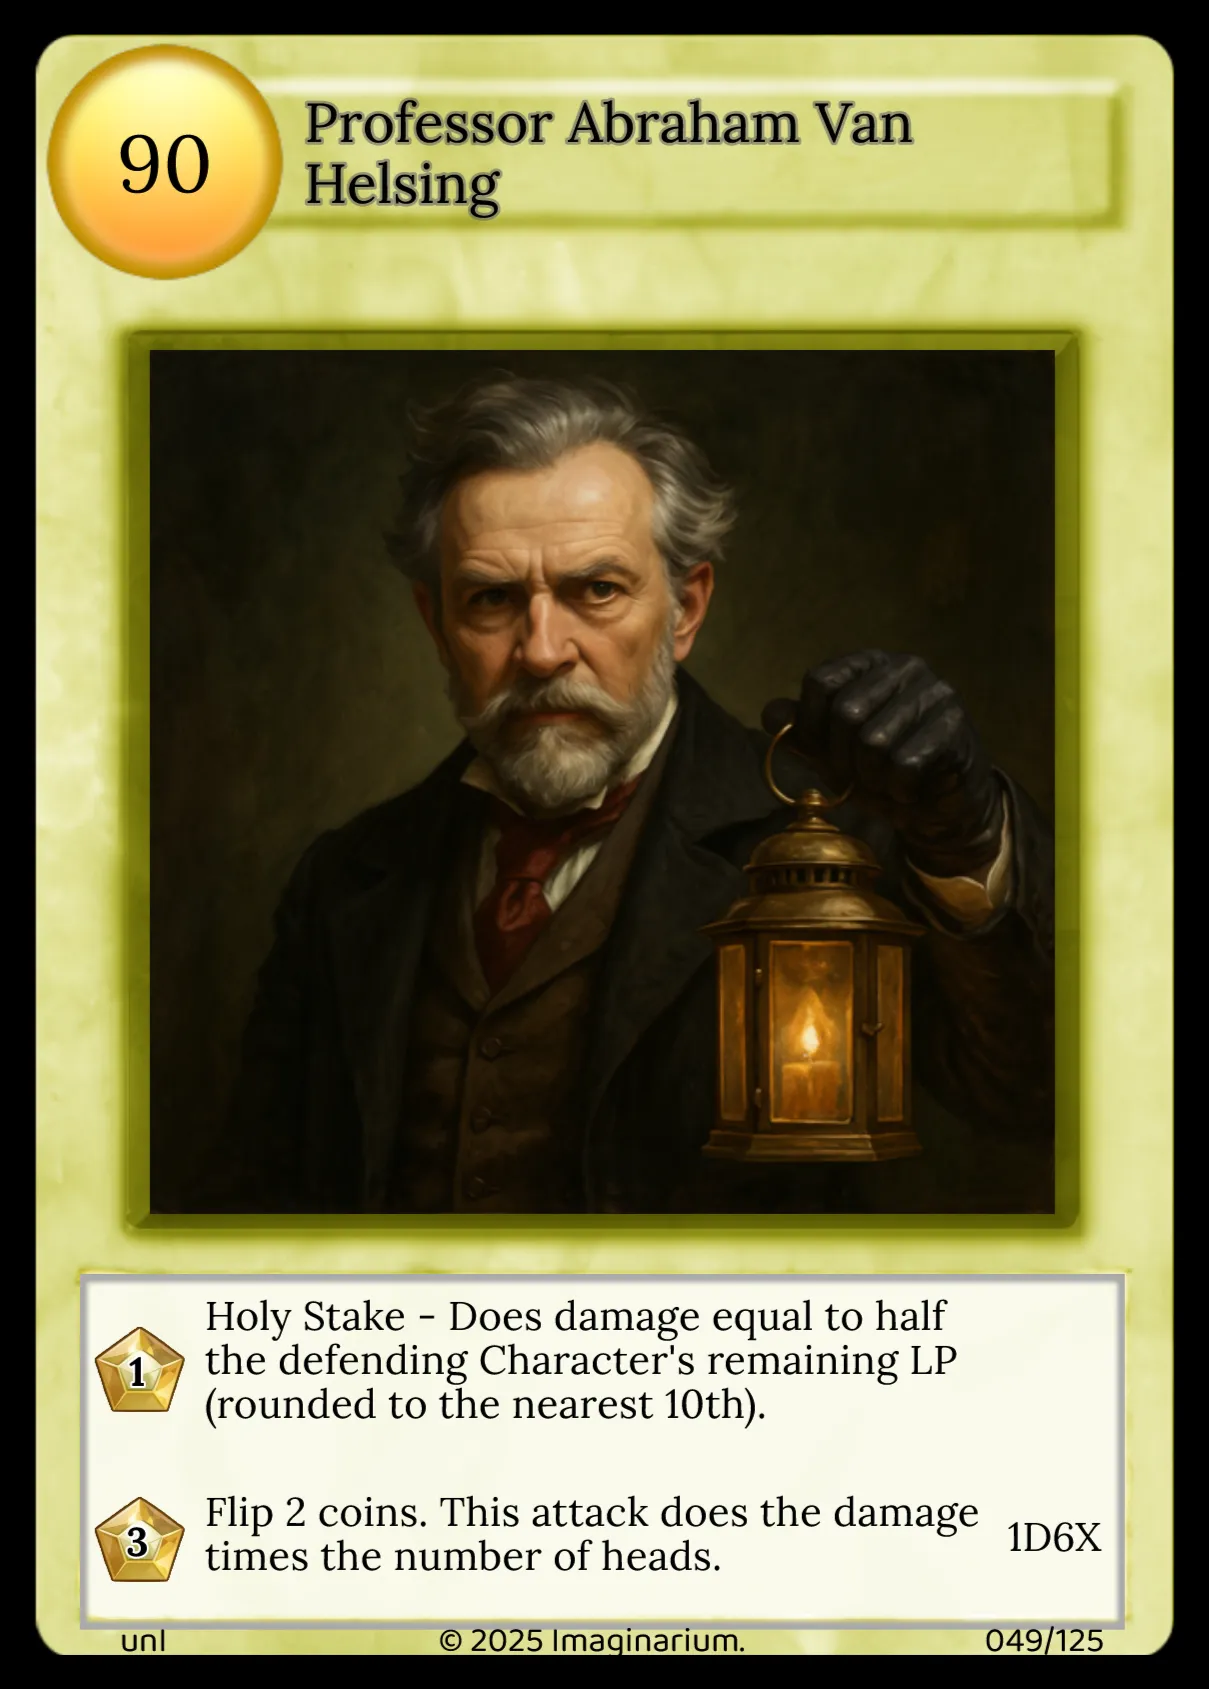 90
Professor Abraham Van
Helsing
1
Holy Stake - Does damage equal to half
the defending Character's remaining LP
(rounded to the nearest 10th).
3
Flip 2 coins. This attack does the damage
times the number of heads.
1D6X
unl
© 2025 Imaginarium.
049/125